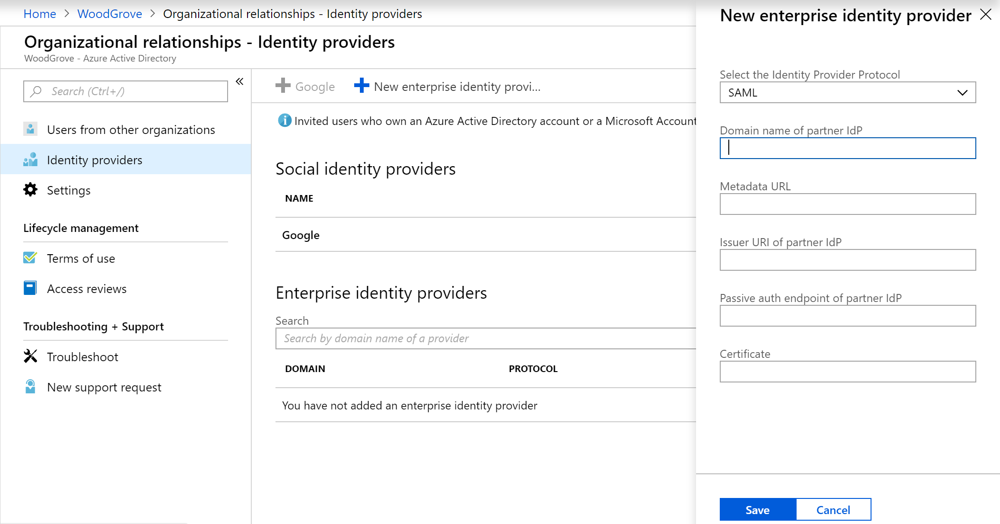 Home > WoodGrove > Organizational relationships - Identity providers
Organizational relationships - Identity providers
WoodGrove - Azure Active Directory
Search (Ctrl+/)
Users from other organizations
Identity providers
Settings
Lifecycle management
Terms of use
Access reviews
Troubleshooting + Support
Troubleshoot
New support request
Google
New enterprise identity provi...
Invited users who own an Azure Active Directory account or a Microsoft Account
Social identity providers
NAME
Google
Enterprise identity providers
Search
Search by domain name of a provider
DOMAIN PROTOCOL
You have not added an enterprise identity provider
New enterprise identity provider
Select the Identity Provider Protocol
SAML
Domain name of partner IdP
Metadata URL
Issuer URI of partner IdP
Passive auth endpoint of partner IdP
Certificate
Save Cancel